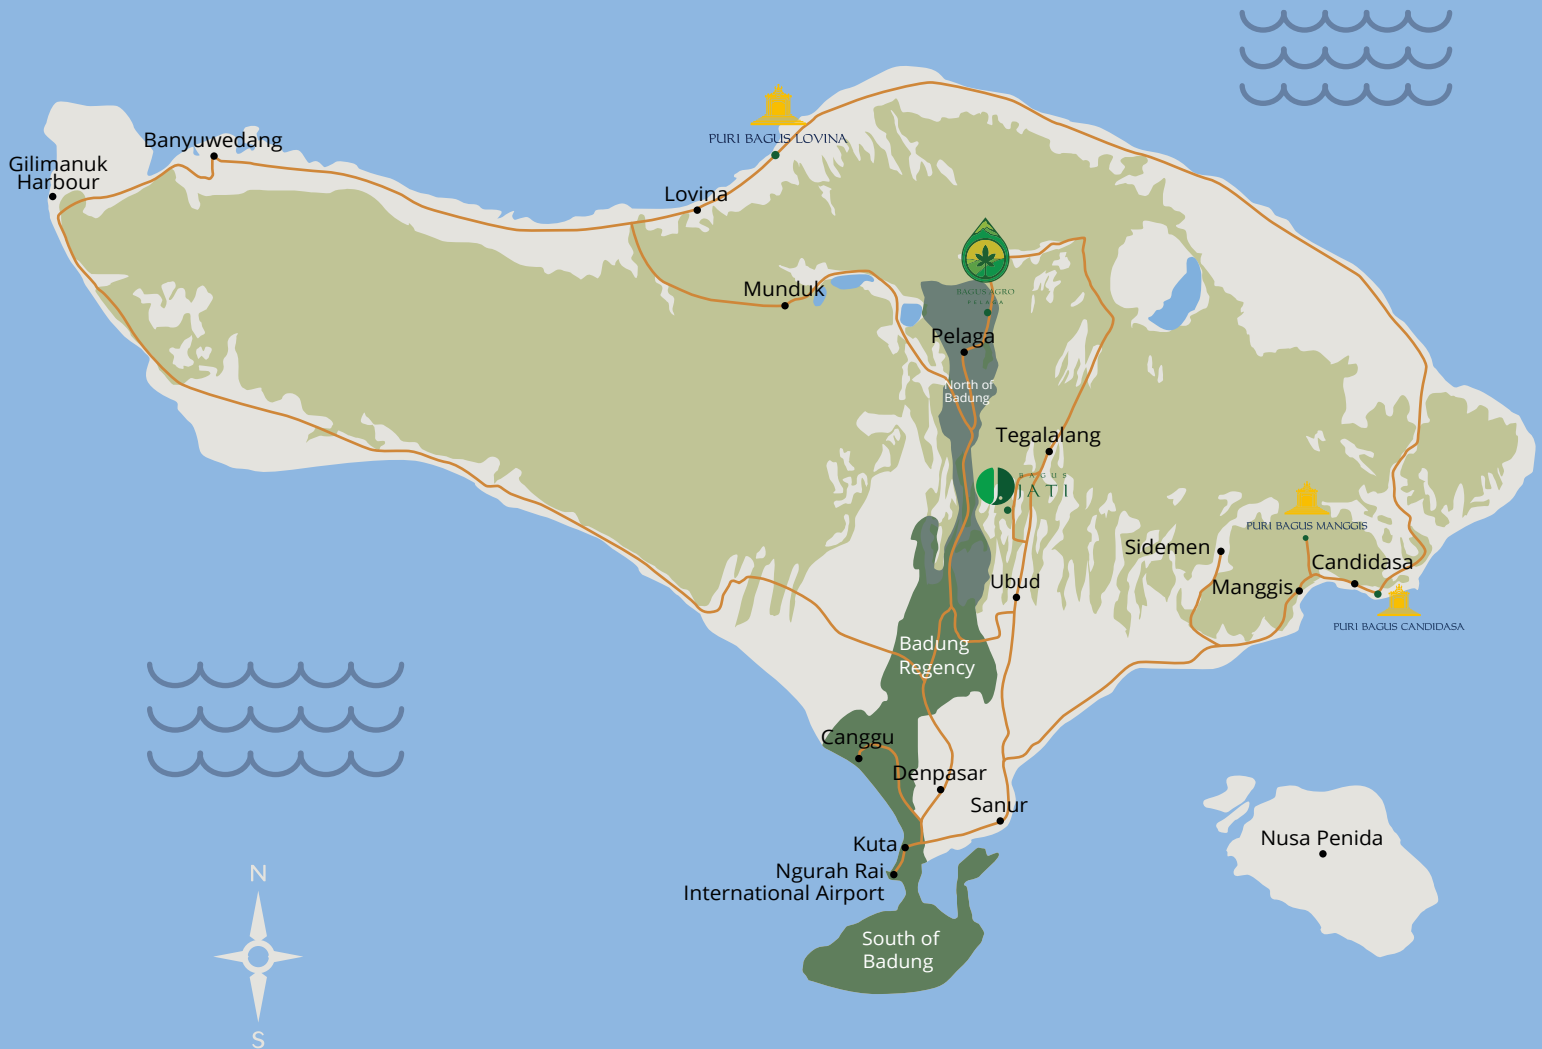 PURI BAGUS LOVINA
Banyuwedang
Gilimanuk
Harbour
Lovina
Munduk
BAGUS AGRO
PELAGA
Pelaga
North of
Badung
Tegalalang
BAGUS
JATI
PURI BAGUS MANGGIS
Sidemen
Candidasa
Manggis
Ubud
PURI BAGUS CANDIDASA
Badung
Regency
Canggu
Denpasar
Sanur
Kuta
Nusa Penida
Ngurah Rai
International Airport
N
South of
Badung
S